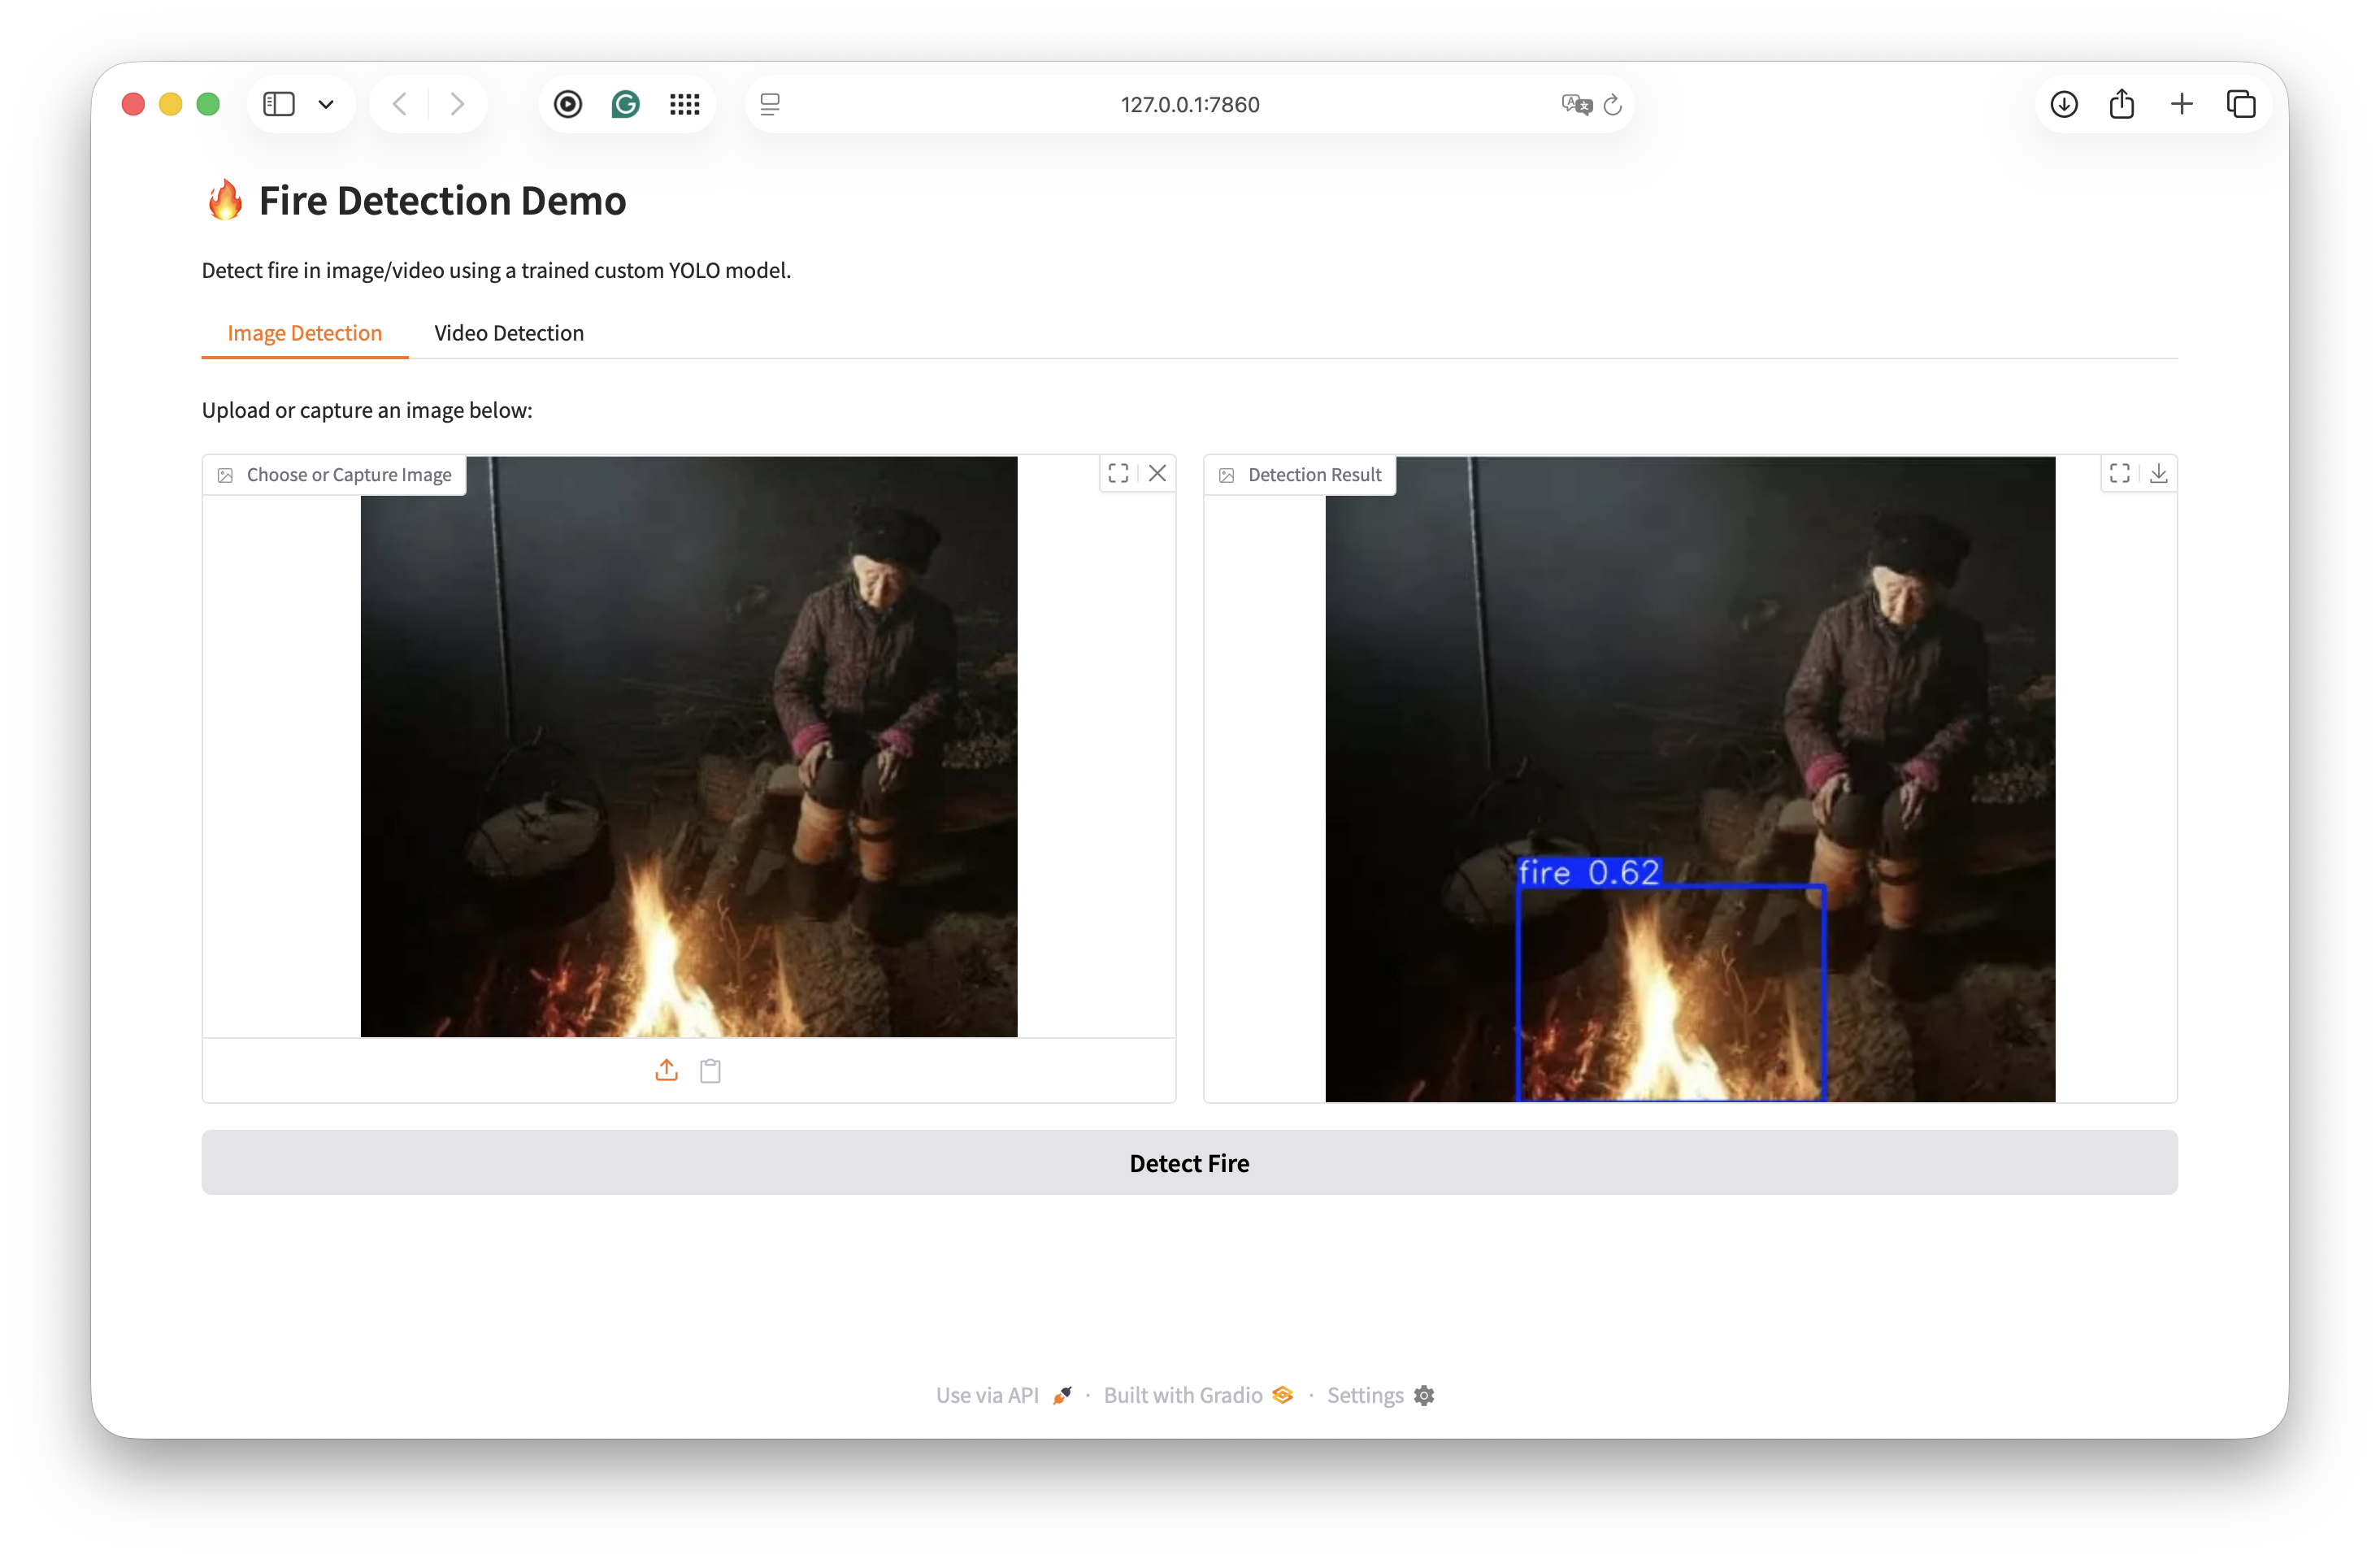 127.0.0.1:7860
🔥 Fire Detection Demo
Detect fire in image/video using a trained custom YOLO model.
Image Detection Video Detection
Upload or capture an image below:
Choose or Capture Image
Detection Result
fire 0.62
Detect Fire
Use via API · Built with Gradio · Settings